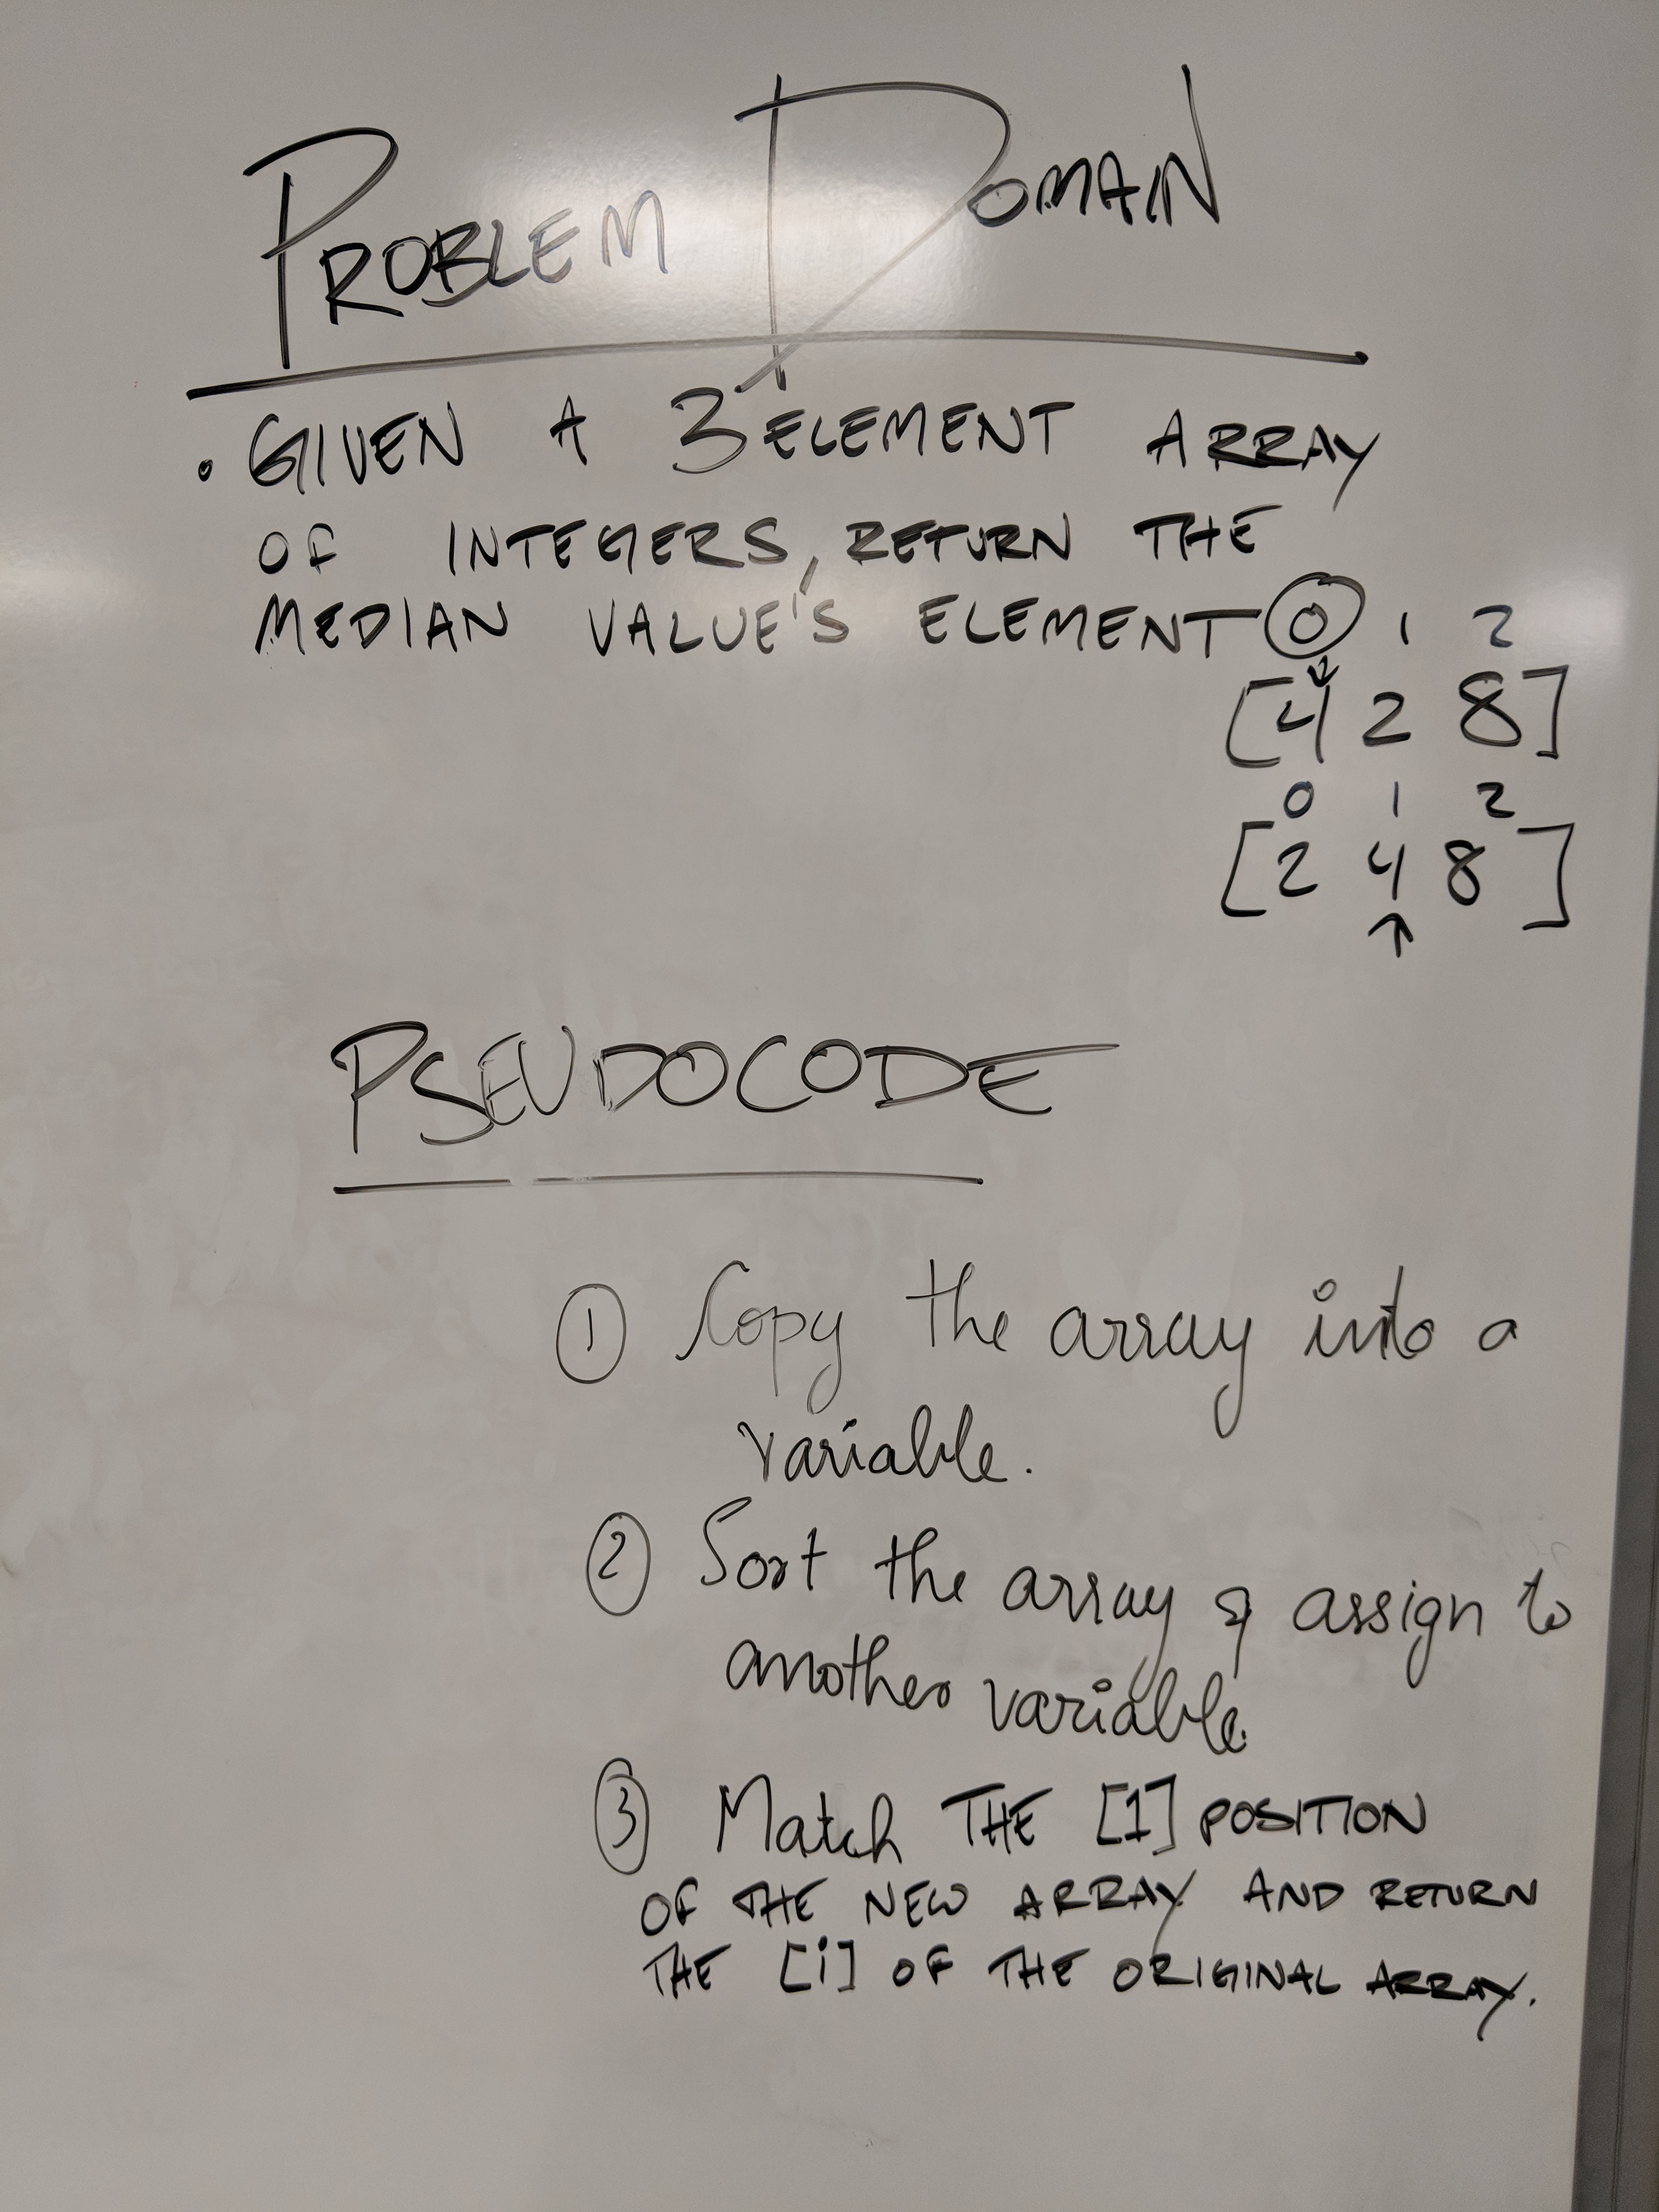 PROBLEM DOMAIN
• GIVEN A 3 ELEMENT ARRAY
OF INTEGERS, RETURN THE
MEDIAN VALUE'S ELEMENT
0 1 2
[4 2 8]
0 1 2
[2 4 8]
↑
PSEUDOCODE
① Copy the array into a
variable.
② Sort the array & assign to
another variable.
③ Match THE [1] POSITION
OF THE NEW ARRAY AND RETURN
THE [i] OF THE ORIGINAL ARRAY.